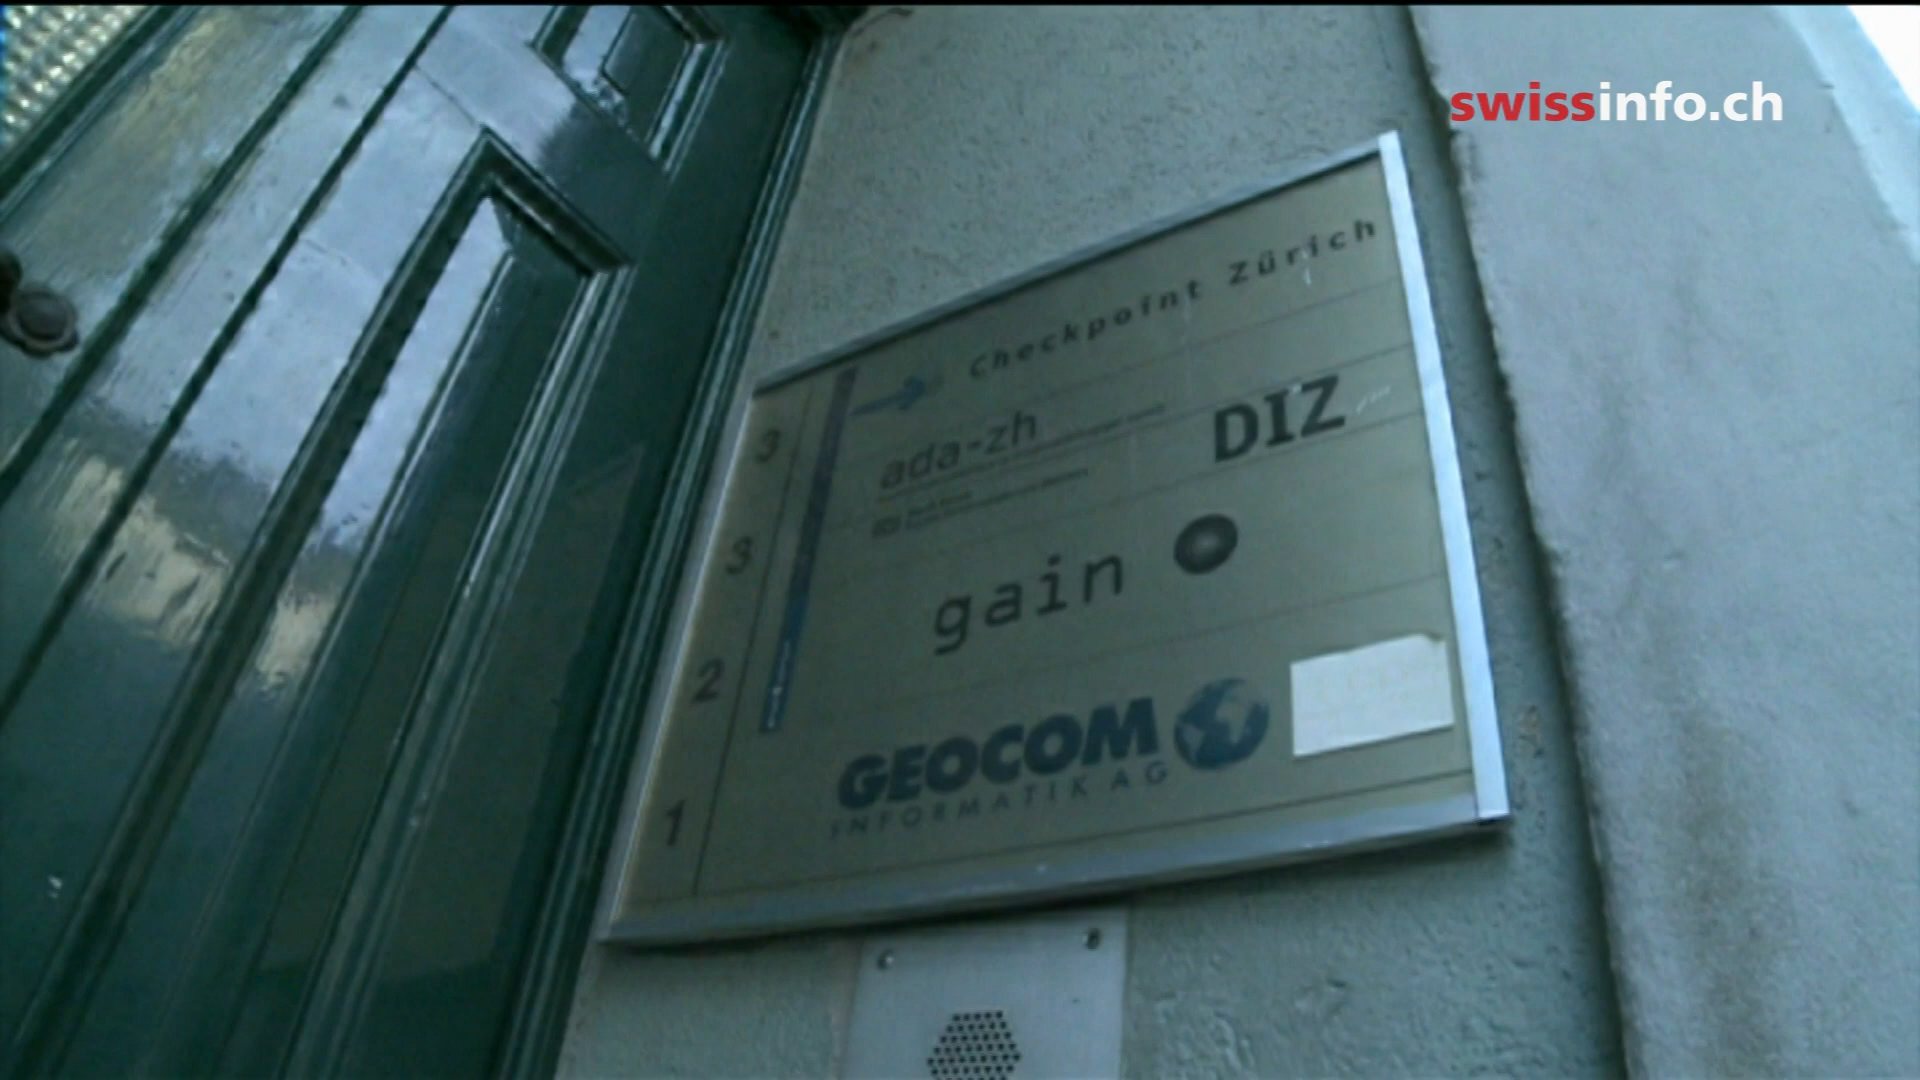 swissinfo.ch
Checkpoint Zürich
3
ada-zh
DIZ
3
gain
2
GEOCOM
INFORMATIK AG
1